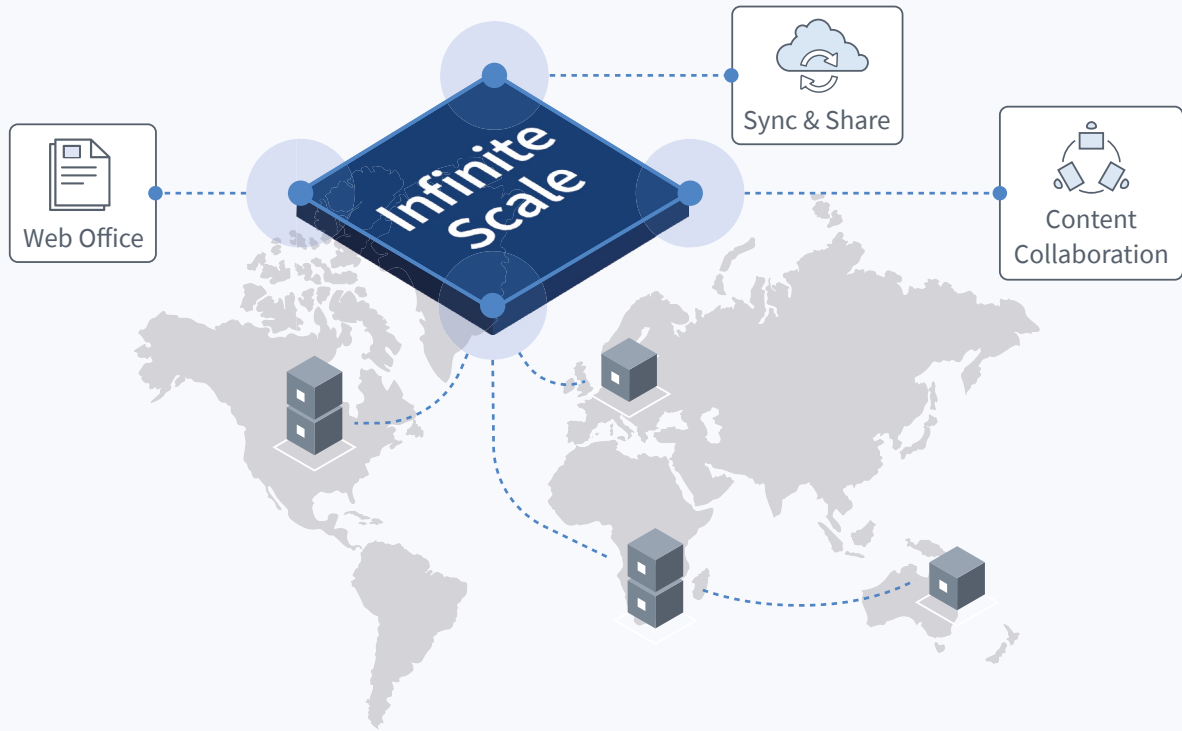 Sync & Share
Infinite
Scale
Web Office
Content
Collaboration